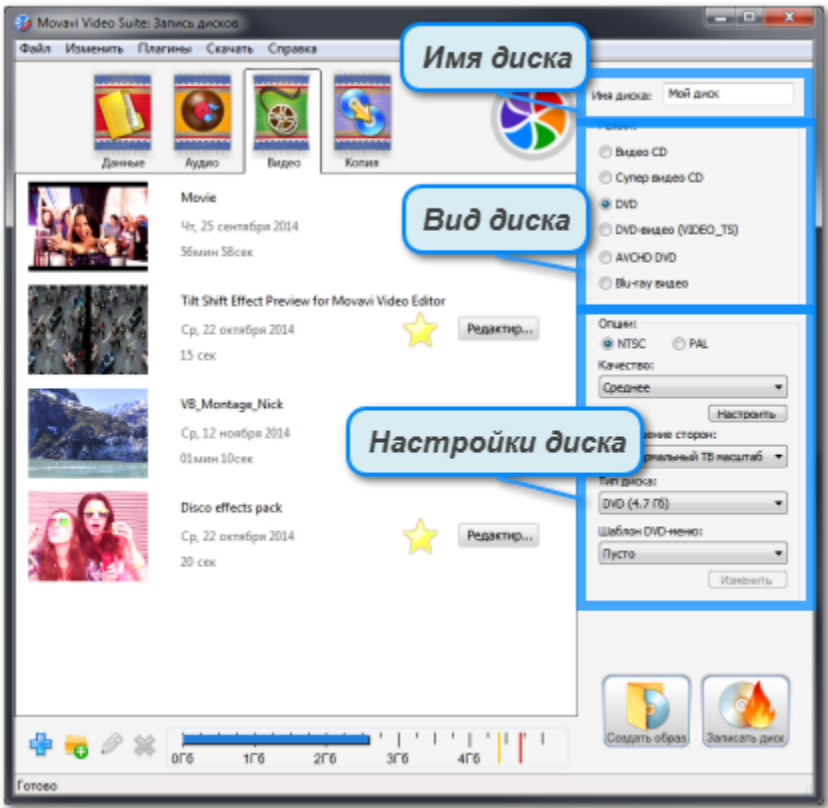 Movavi Video Suite: Запись дисков
Файл Изменить Плагины Скачать Справка
Имя диска
Имя диска: Мой диск
Данные Аудио Видео Копия
Видео CD
Супер видео CD
DVD
DVD-видео (VIDEO_TS)
AVCHD DVD
Blu-ray видео
Вид диска
Movie
Чт, 25 сентября 2014
56мин 58сек
Tilt Shift Effect Preview for Movavi Video Editor
Ср, 22 октября 2014
15 сек
Редактир...
VB_Montage_Nick
Ср, 12 ноября 2014
01мин 10сек
Disco effects pack
Ср, 22 октября 2014
20 сек
Редактир...
Опции:
NTSC PAL
Качество:
Среднее
Настроить
Настройки диска
сторон:
ТВ масштаб
Тип диска:
DVD (4.7 Гб)
Шаблон DVD-меню:
Пусто
Изменить
Создать образ Записать диск
0Гб 1Гб 2Гб 3Гб 4Гб
Готово